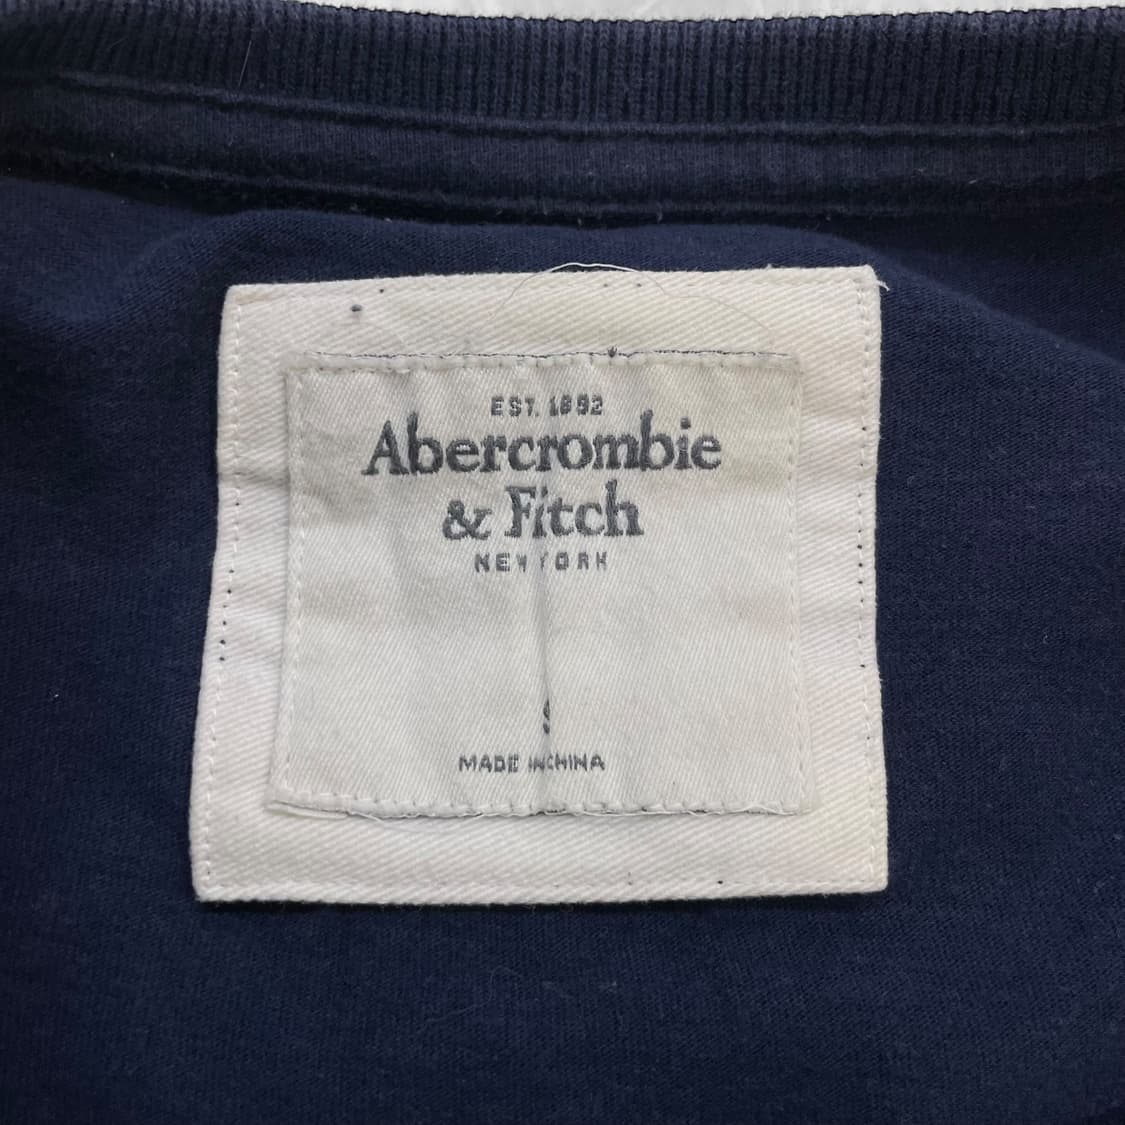 EST. 1892
Abercrombie
& Fitch
NEW YORK
S
MADE IN CHINA